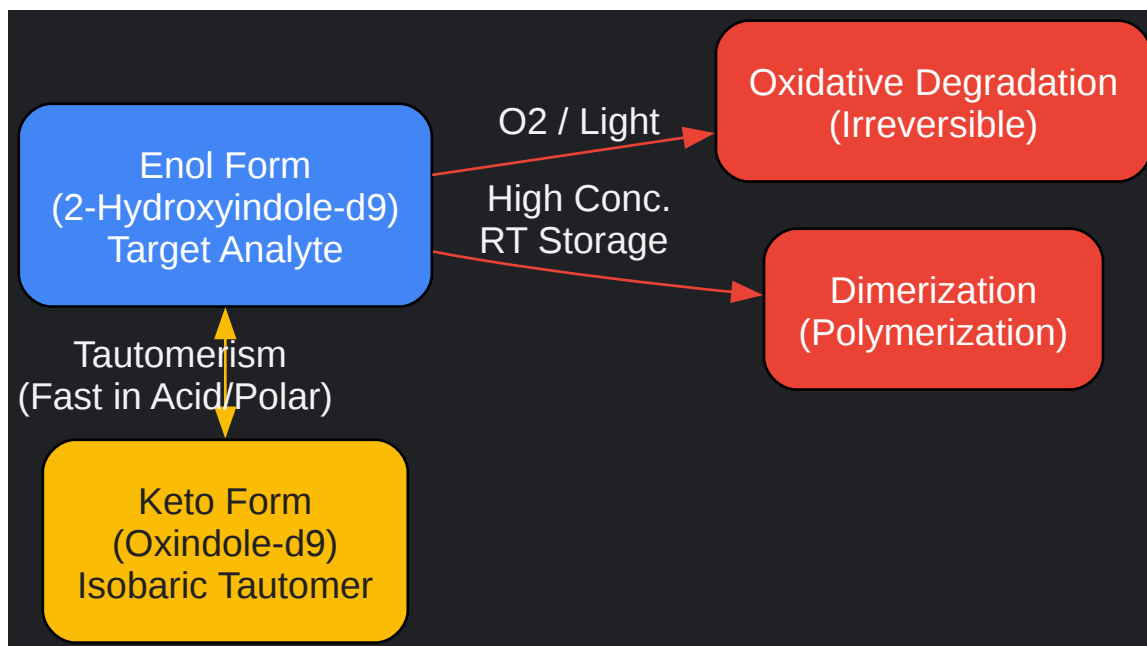 Enol Form
(2-Hydroxyindole-d9)
Target Analyte
O2 / Light
Oxidative Degradation
(Irreversible)
High Conc.
RT Storage
Dimerization
(Polymerization)
Tautomerism
(Fast in Acid/Polar)
Keto Form
(Oxindole-d9)
Isobaric Tautomer